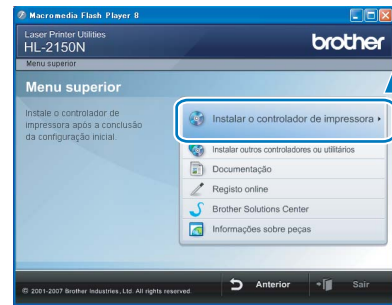 Macromedia Flash Player 8
Laser Printer Utilities
HL-2150N
brother
Menu superior
Menu superior
Instale o controlador de
impressora após a conclusão
da configuração inicial.
Instalar o controlador de impressora
Instalar outros controladores ou utilitários
Documentação
Registo online
Brother Solutions Center
Informações sobre peças
© 2001-2007 Brother Industries, Ltd. All rights reserved.
Anterior
Sair